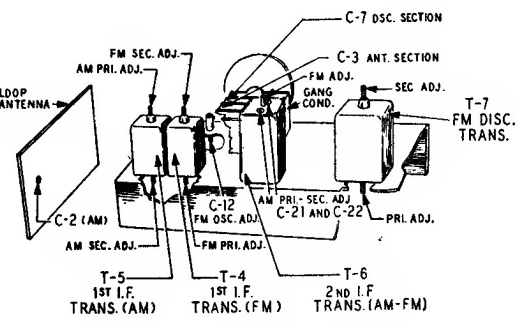 C-7 DSC. SECTION
C-3 ANT. SECTION
FM SEC. ADJ.
AM PRI. ADJ.
FM ADJ.
GANG
COND.
SEC ADJ.
LOOP
ANTENNA
T-7
FM DISC.
TRANS.
C-2 (AM)
C-12
FM OSC. ADJ.
AM PRI.- SEC. ADJ
C-21 AND C-22
PRI. ADJ.
AM SEC. ADJ.
FM PRI. ADJ.
T-5
1ST I.F.
TRANS. (AM)
T-4
1ST I.F.
TRANS. (FM)
T-6
2ND I.F
TRANS. (AM-FM)